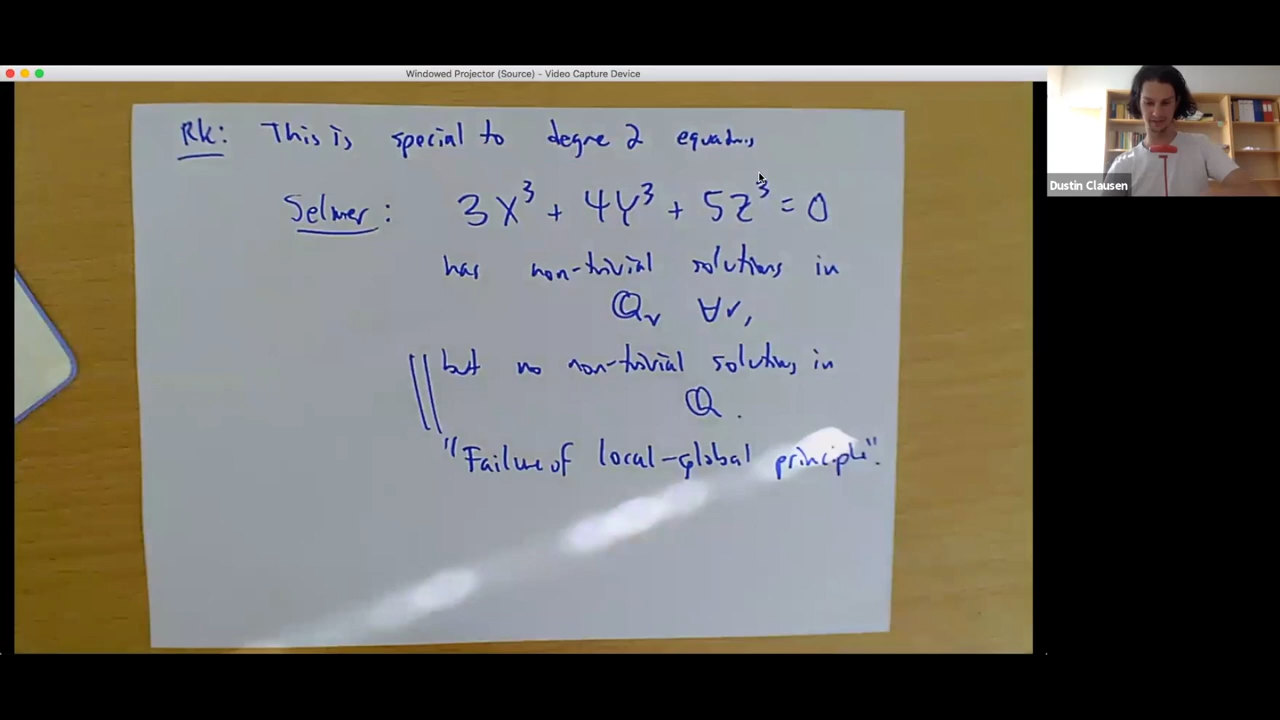 Windowed Projector (Source) - Video Capture Device
Rk: This is special to degree 2 equations
Selmer: 3X³ + 4Y³ + 5Z³ = 0
has non-trivial solutions in
ℚᵥ ∀v,
but no non-trivial solutions in
ℚ.
"Failure of local-global principle".
Dustin Clausen